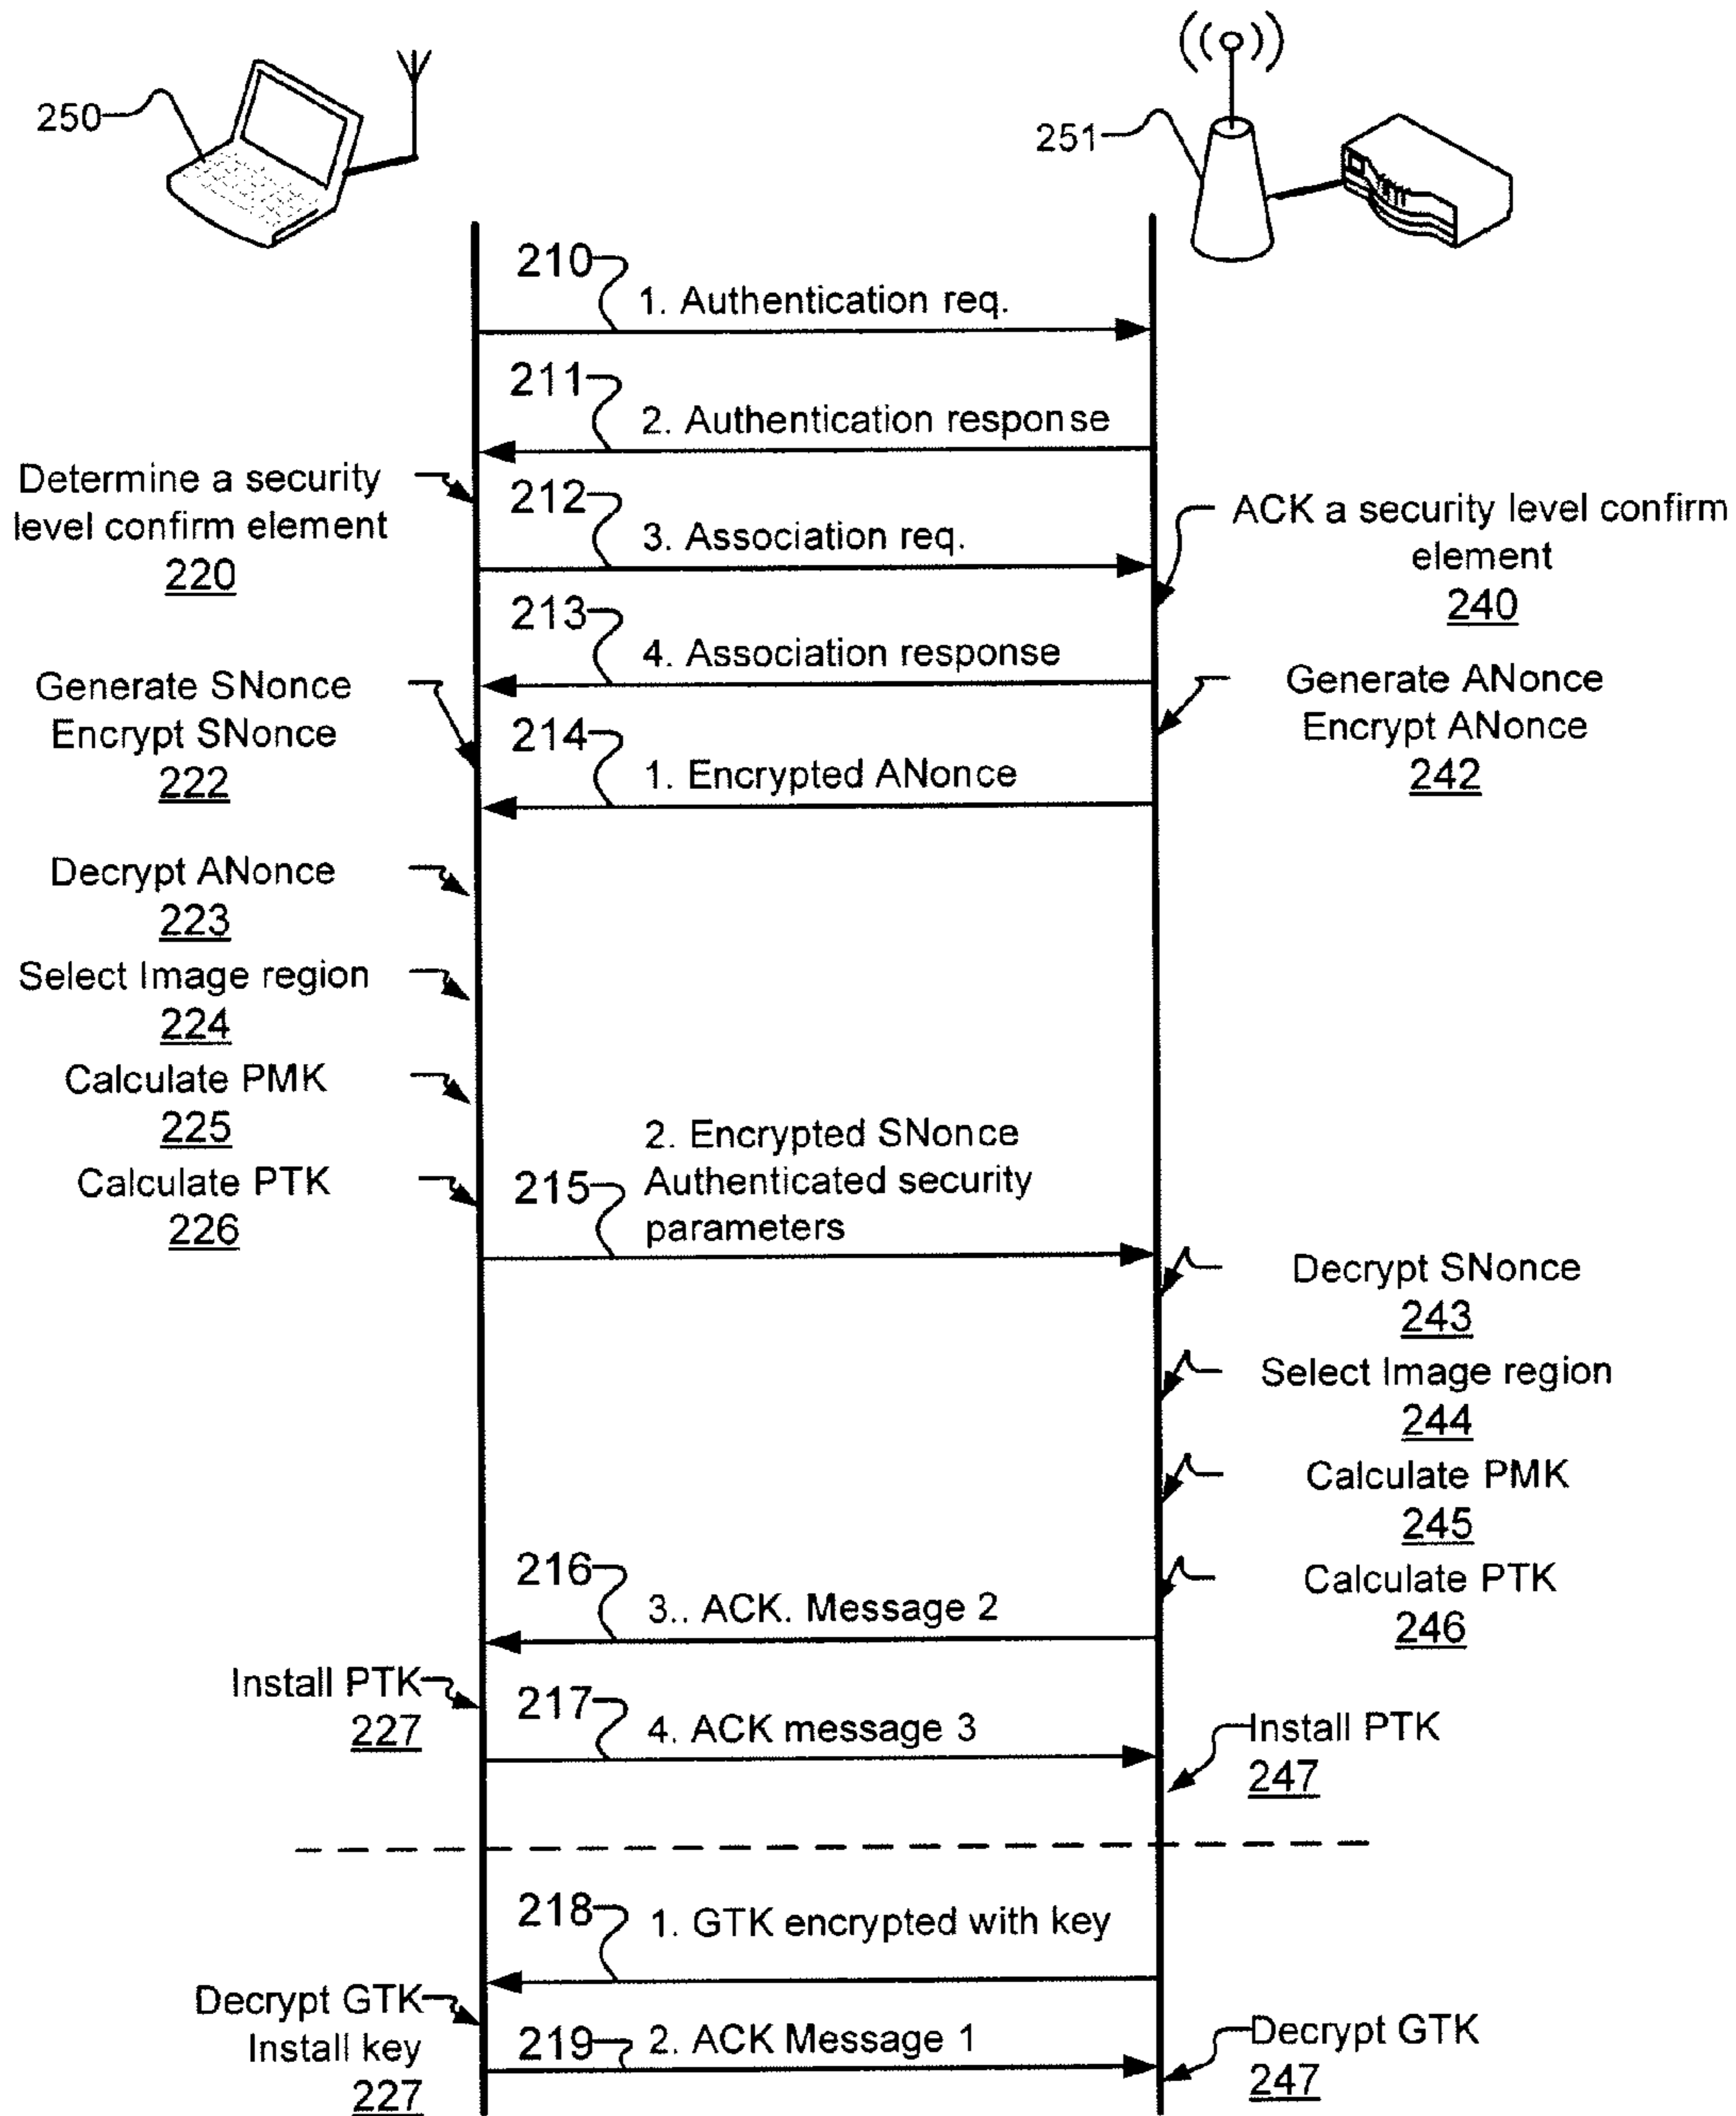 250
251
210
1. Authentication req.
211
2. Authentication response
Determine a security
level confirm element
220
212
3. Association req.
ACK a security level confirm
element
240
213
4. Association response
Generate SNonce
Encrypt SNonce
222
Generate ANonce
Encrypt ANonce
242
214
1. Encrypted ANonce
Decrypt ANonce
223
Select Image region
224
Calculate PMK
225
Calculate PTK
226
215
2. Encrypted SNonce
Authenticated security
parameters
Decrypt SNonce
243
Select Image region
244
Calculate PMK
245
Calculate PTK
246
216
3.. ACK. Message 2
Install PTK
227
217
4. ACK message 3
Install PTK
247
218
1. GTK encrypted with key
Decrypt GTK
Install key
227
219
2. ACK Message 1
Decrypt GTK
247